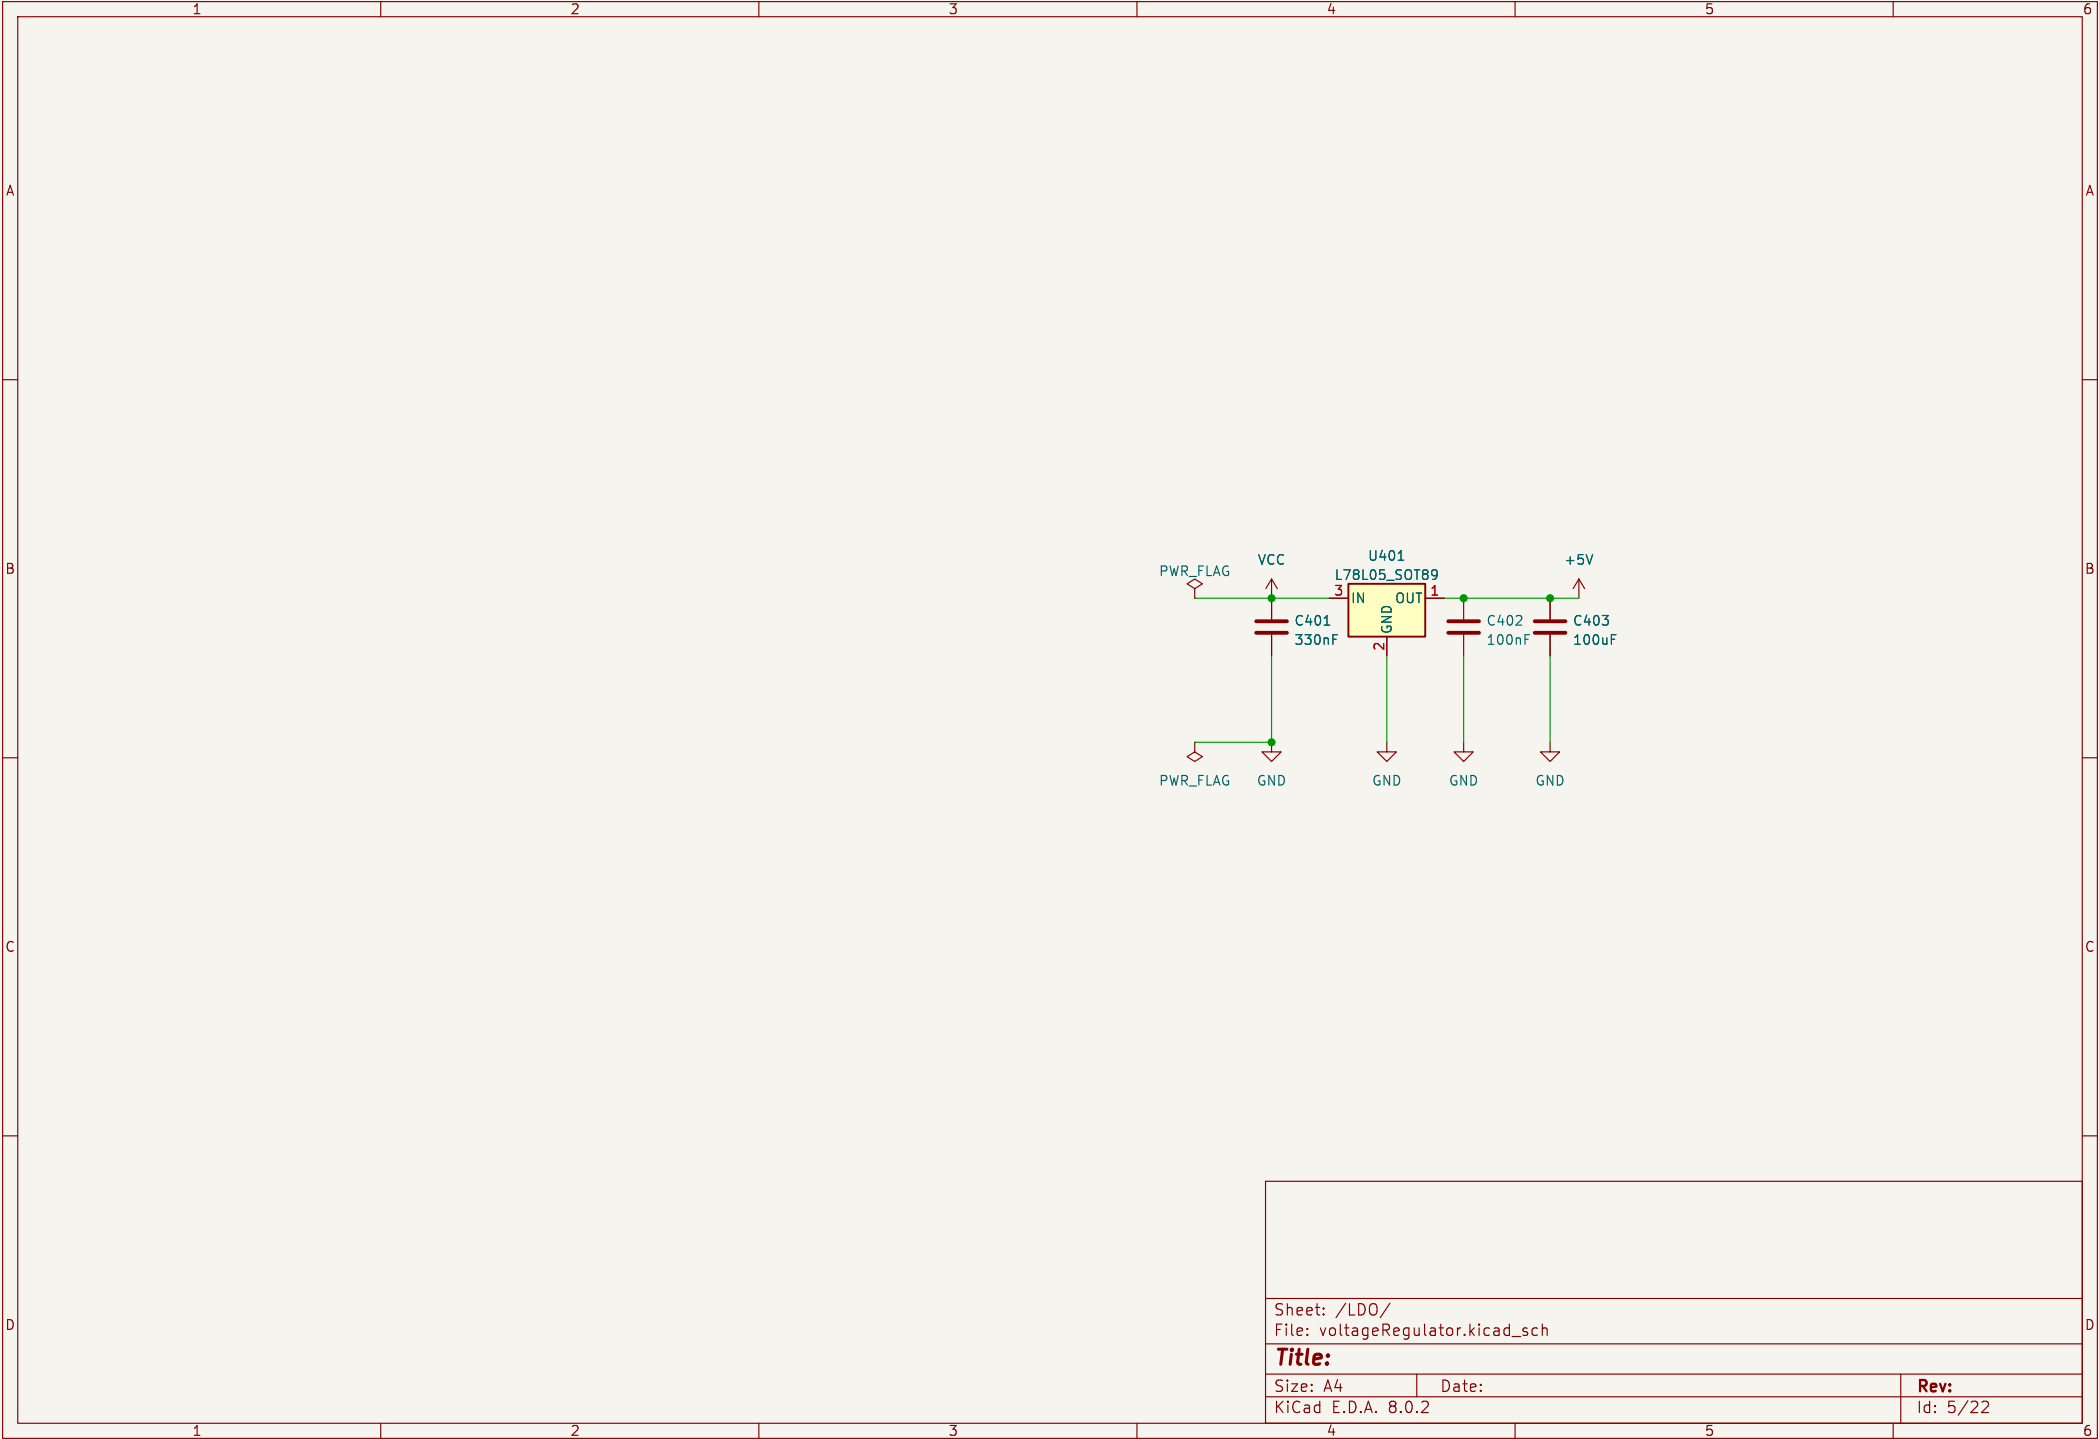 1 2 3 4 5 6
A A
VCC U401 +5V
PWR_FLAG L78L05_SOT89
B B
3 IN OUT 1
GND
C401 C402 C403
330nF 100nF 100uF
2
PWR_FLAG GND GND GND GND
C C
Sheet: /LDO/
File: voltageRegulator.kicad_sch
D D
Title:
Size: A4 Date: Rev:
KiCad E.D.A. 8.0.2 Id: 5/22
1 2 3 4 5 6